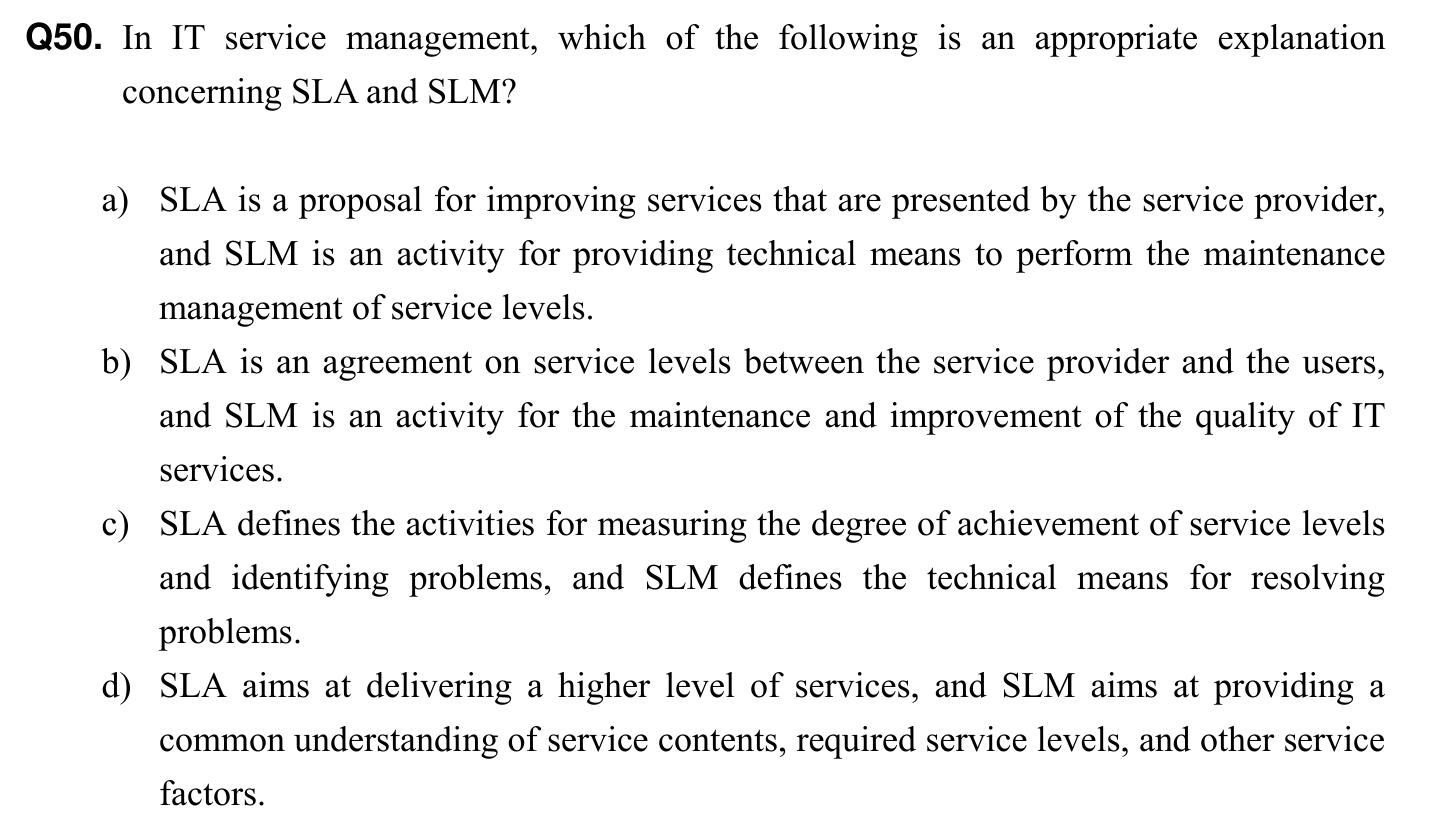 Q50. In IT service management, which of the following is an appropriate explanation
concerning SLA and SLM?
a) SLA is a proposal for improving services that are presented by the service provider,
and SLM is an activity for providing technical means to perform the maintenance
management of service levels.
b) SLA is an agreement on service levels between the service provider and the users,
and SLM is an activity for the maintenance and improvement of the quality of IT
services.
c) SLA defines the activities for measuring the degree of achievement of service levels
and identifying problems, and SLM defines the technical means for resolving
problems.
d) SLA aims at delivering a higher level of services, and SLM aims at providing a
common understanding of service contents, required service levels, and other service
factors.